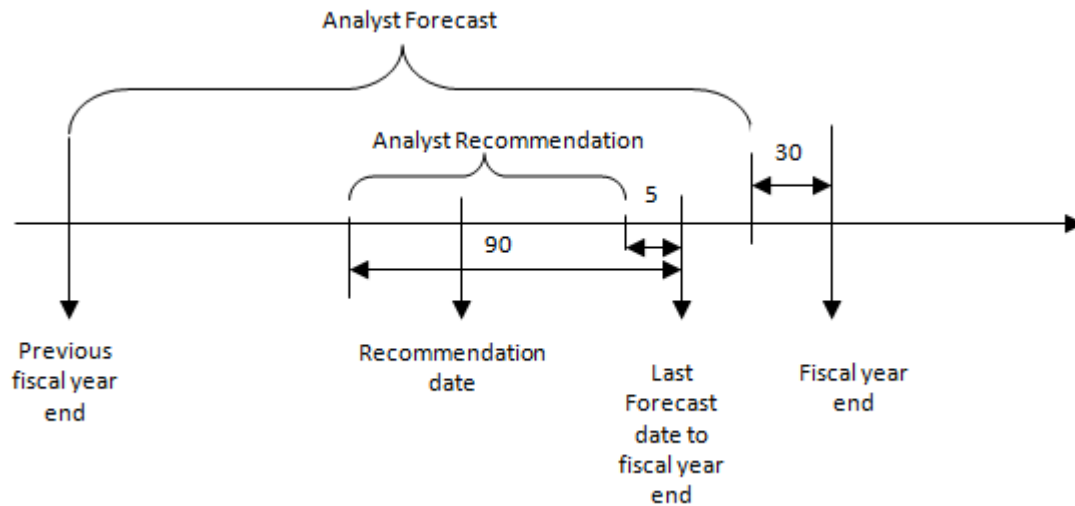 Analyst Forecast
Analyst Recommendation
30
5
90
Previous
fiscal year
end
Recommendation
date
Last
Forecast
date to
fiscal year
end
Fiscal year
end